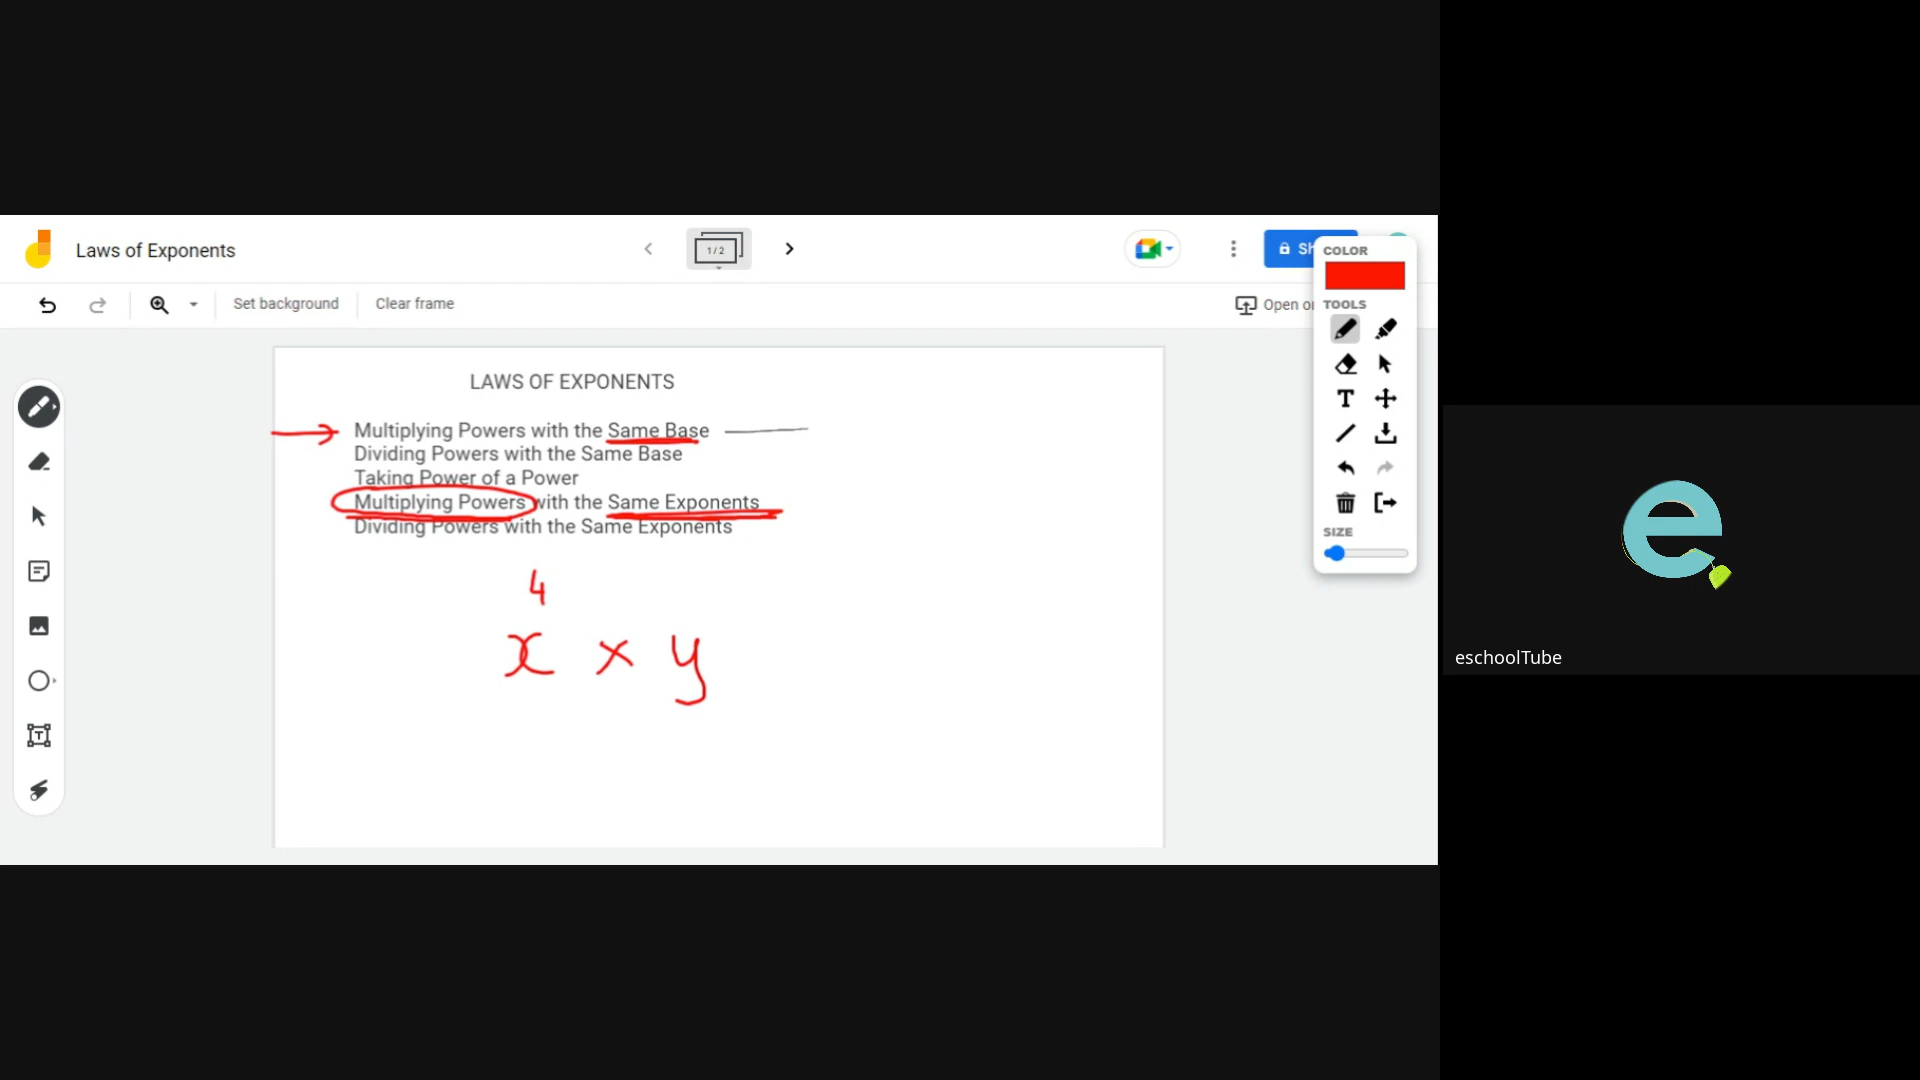 Laws of Exponents
1 / 2
Sh
Set background
Clear frame
Open o
COLOR
TOOLS
T
SIZE
LAWS OF EXPONENTS
Multiplying Powers with the Same Base
Dividing Powers with the Same Base
Taking Power of a Power
Multiplying Powers with the Same Exponents
Dividing Powers with the Same Exponents
4
x × y
eschoolTube